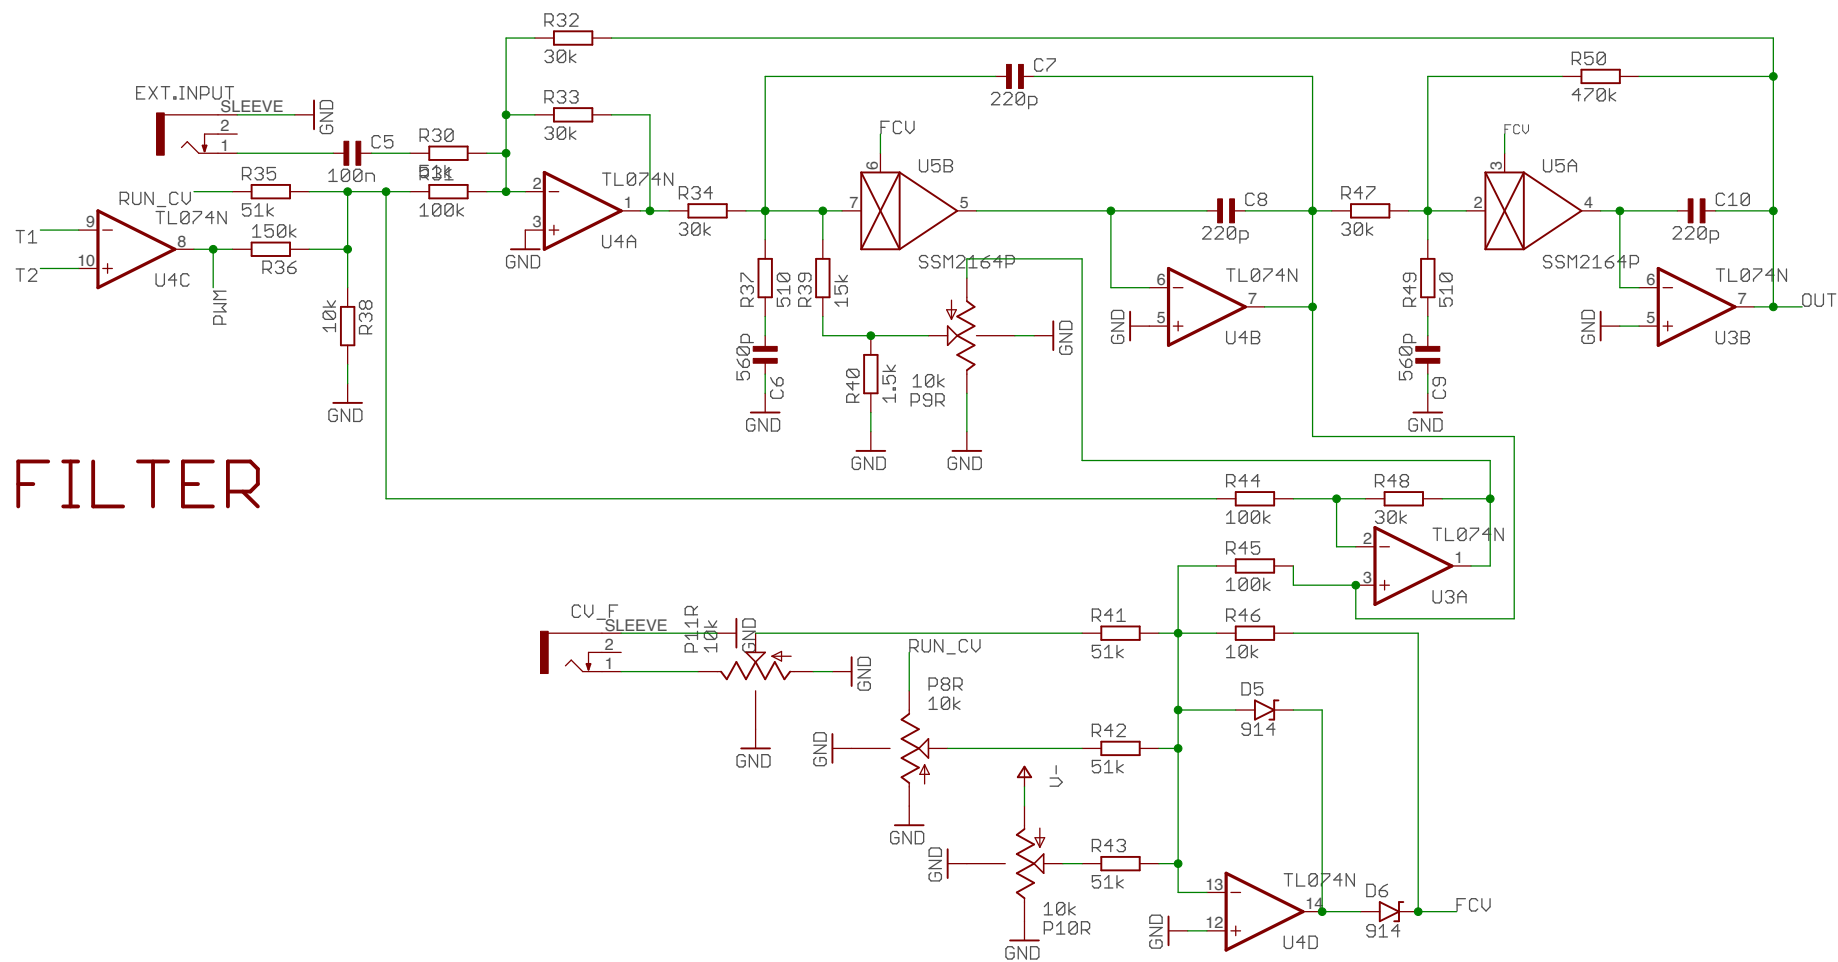 R32
30k
C7
220p
R50
470k
EXT.INPUT
SLEEVE
GND
2
1
R33
30k
C5
100n
R30
51k
R31
100k
R35
51k
RUN_CV
TL074N
T1
T2
9
10
8
U4C
150k
R36
PWM
10k
R38
GND
TL074N
2
3
1
U4A
GND
R34
30k
FCV
6
U5B
7
5
SSM2164P
R37
510
R39
15k
560p
C6
GND
R40
1.5k
GND
10k
P9R
GND
GND
C8
220p
TL074N
6
5
7
U4B
GND
R47
30k
FCV
3
U5A
2
4
SSM2164P
R49
510
560p
C9
GND
C10
220p
TL074N
6
5
7
U3B
GND
OUT
FILTER
R44
100k
R48
30k
TL074N
2
3
1
U3A
R45
100k
CV_F
SLEEVE
2
1
P11R
10k
GND
GND
GND
R41
51k
R46
10k
RUN_CV
P8R
10k
GND
GND
R42
51k
D5
914
V-
GND
10k
P10R
GND
R43
51k
TL074N
13
12
14
U4D
GND
D6
914
FCV